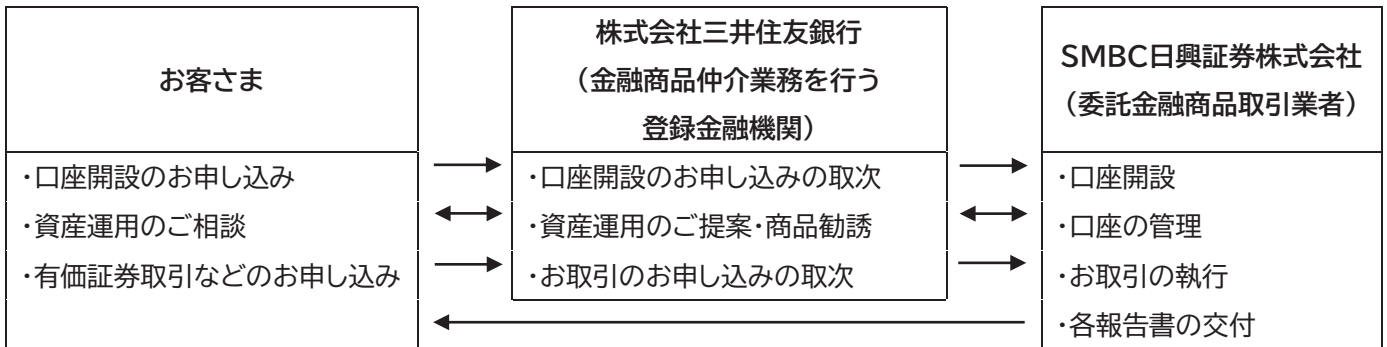 お客さま
株式会社三井住友銀行
（金融商品仲介業務を行う
登録金融機関）
SMBC日興証券株式会社
（委託金融商品取引業者）
・口座開設のお申し込み
・資産運用のご相談
・有価証券取引などのお申し込み
・口座開設のお申し込みの取次
・資産運用のご提案・商品勧誘
・お取引のお申し込みの取次
・口座開設
・口座の管理
・お取引の執行
・各報告書の交付